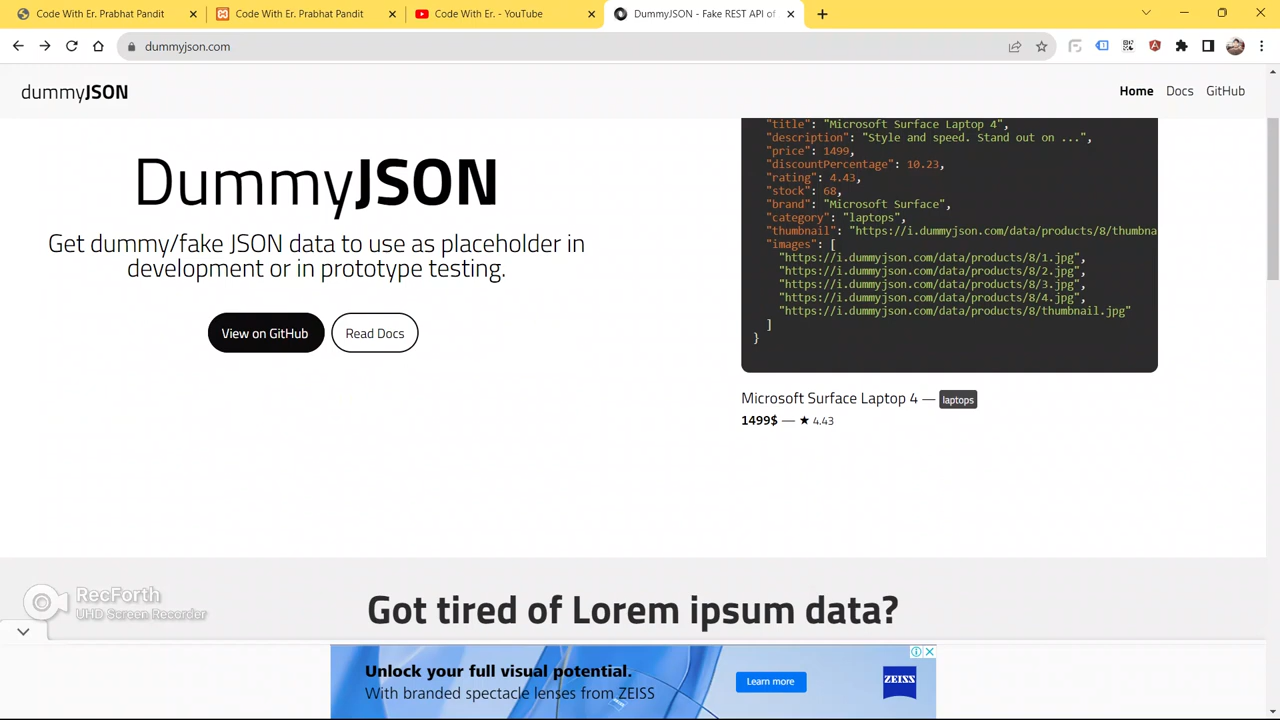 Code With Er. Prabhat Pandit
Code With Er. Prabhat Pandit
Code With Er. - YouTube
DummyJSON - Fake REST API of
dummyjson.com
dummyJSON
Home
Docs
GitHub
DummyJSON
Get dummy/fake JSON data to use as placeholder in
development or in prototype testing.
View on GitHub
Read Docs
"title": "Microsoft Surface Laptop 4",
"description": "Style and speed. Stand out on ...",
"price": 1499,
"discountPercentage": 10.23,
"rating": 4.43,
"stock": 68,
"brand": "Microsoft Surface",
"category": "laptops",
"thumbnail": "https://i.dummyjson.com/data/products/8/thumbna
"images": [
"https://i.dummyjson.com/data/products/8/1.jpg",
"https://i.dummyjson.com/data/products/8/2.jpg",
"https://i.dummyjson.com/data/products/8/3.jpg",
"https://i.dummyjson.com/data/products/8/4.jpg",
"https://i.dummyjson.com/data/products/8/thumbnail.jpg"
]
}
Microsoft Surface Laptop 4 — laptops
1499$ — ★ 4.43
RecForth
UHD Screen Recorder
Got tired of Lorem ipsum data?
Unlock your full visual potential.
With branded spectacle lenses from ZEISS
Learn more
ZEISS